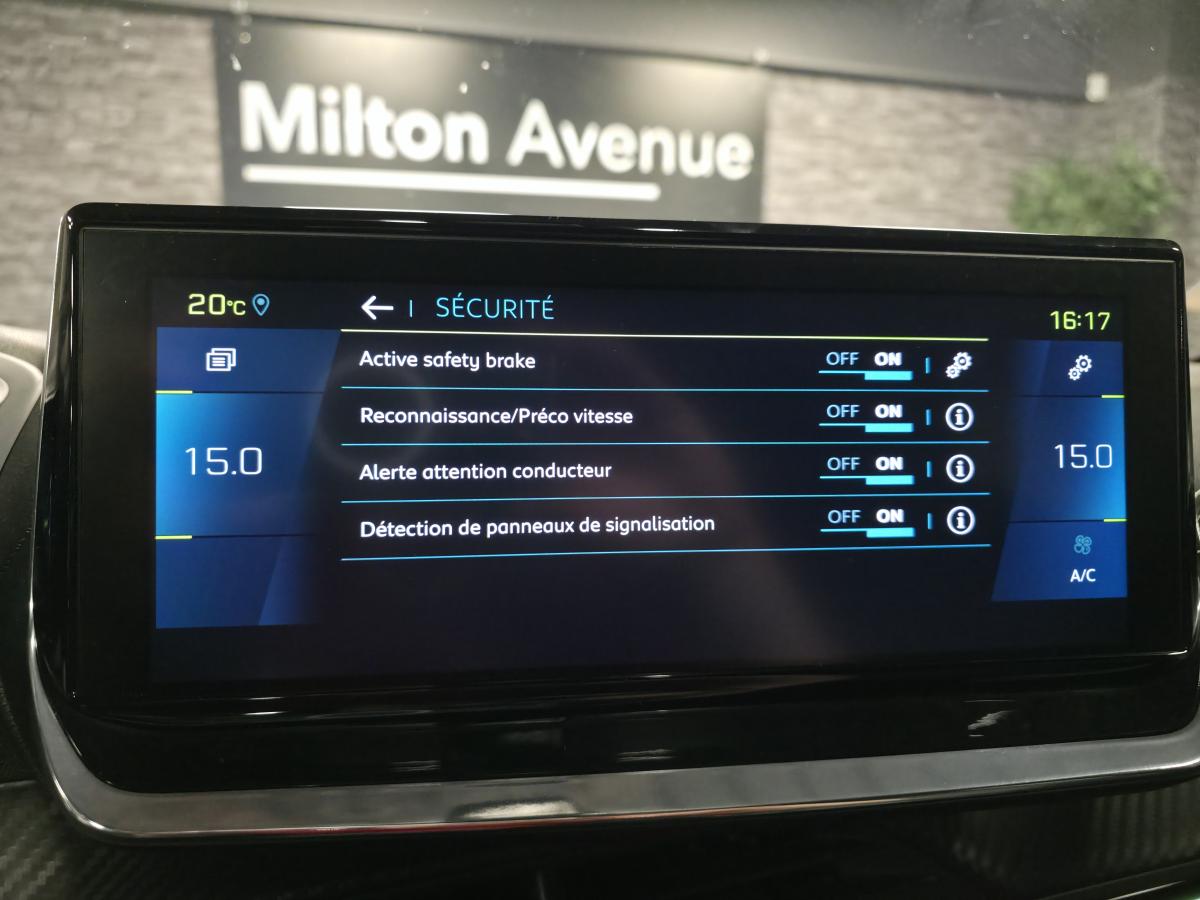 Milton Avenue
20°C
SÉCURITÉ
16:17
Active safety brake OFF ON
Reconnaissance/Préco vitesse OFF ON
Alerte attention conducteur OFF ON
Détection de panneaux de signalisation OFF ON
15.0
15.0
A/C